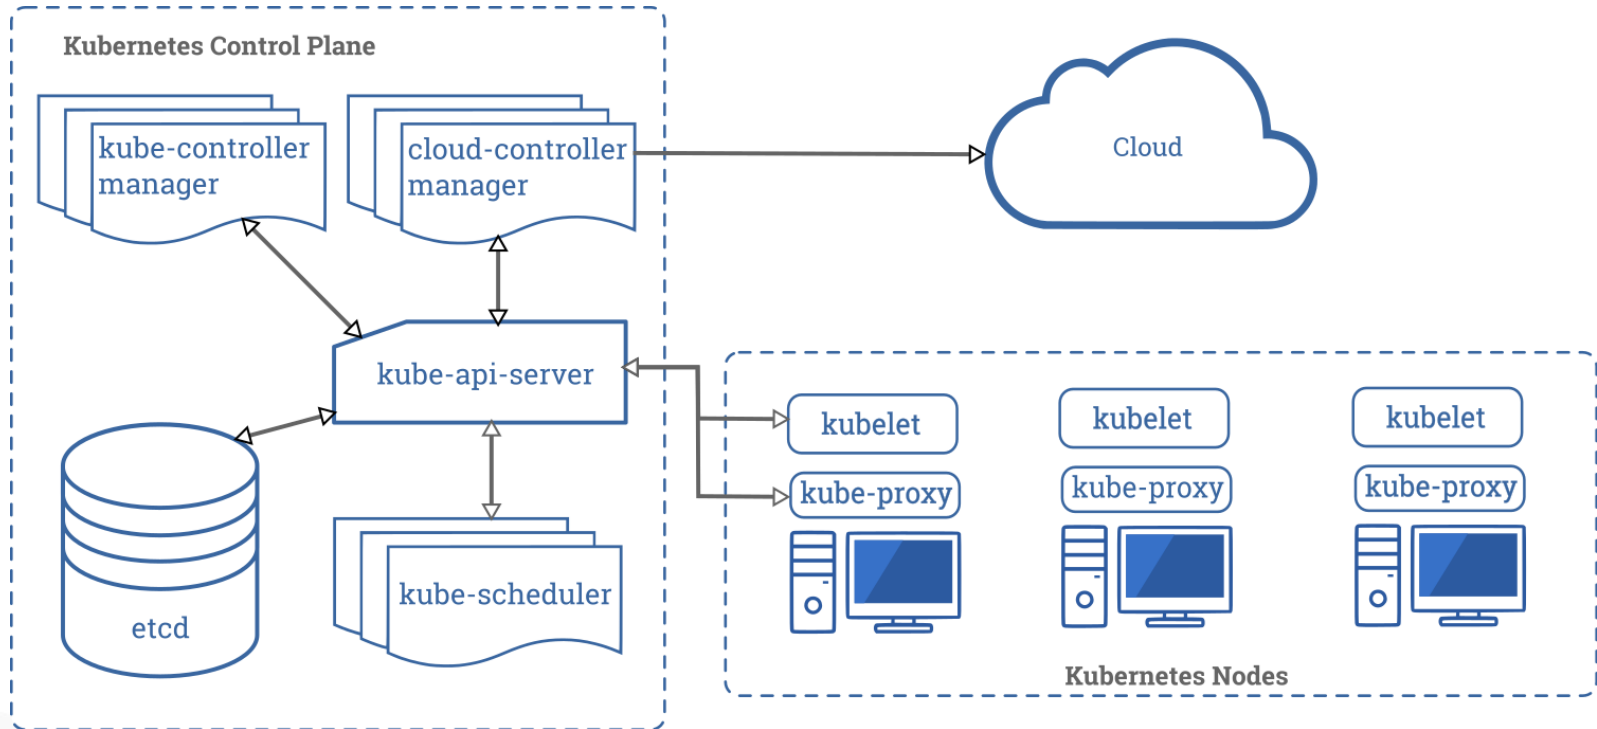 Kubernetes Control Plane
kube-controller
manager
cloud-controller
manager
Cloud
kube-api-server
kubelet
kubelet
kubelet
kube-proxy
kube-proxy
kube-proxy
kube-scheduler
etcd
Kubernetes Nodes